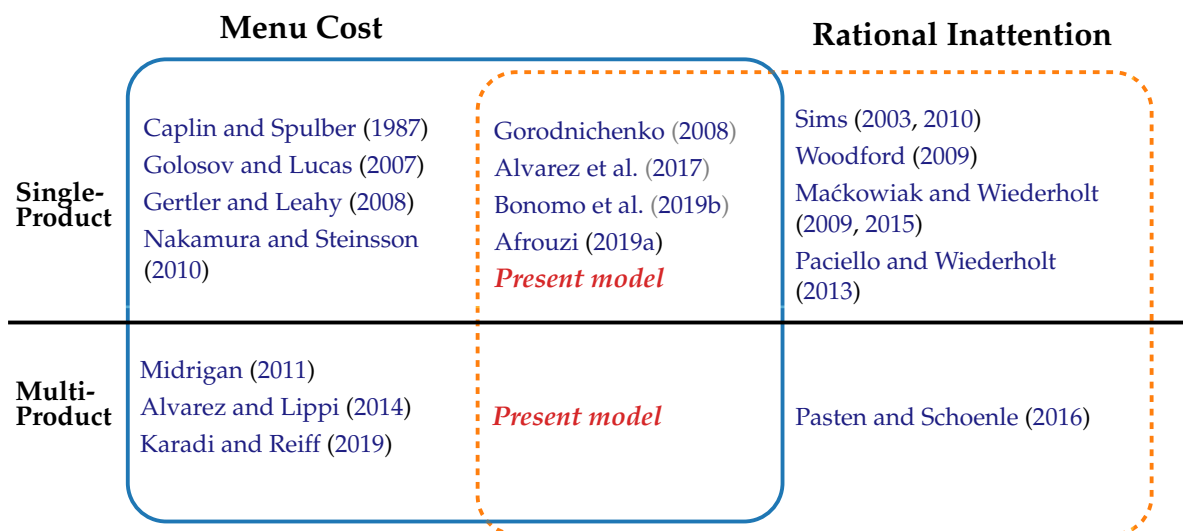 Menu Cost
Rational Inattention
Single-
Product
Caplin and Spulber (1987)
Golosov and Lucas (2007)
Gertler and Leahy (2008)
Nakamura and Steinsson
(2010)
Gorodnichenko (2008)
Alvarez et al. (2017)
Bonomo et al. (2019b)
Afrouzi (2019a)
Present model
Sims (2003, 2010)
Woodford (2009)
Maćkowiak and Wiederholt
(2009, 2015)
Paciello and Wiederholt
(2013)
Multi-
Product
Midrigan (2011)
Alvarez and Lippi (2014)
Karadi and Reiff (2019)
Present model
Pasten and Schoenle (2016)